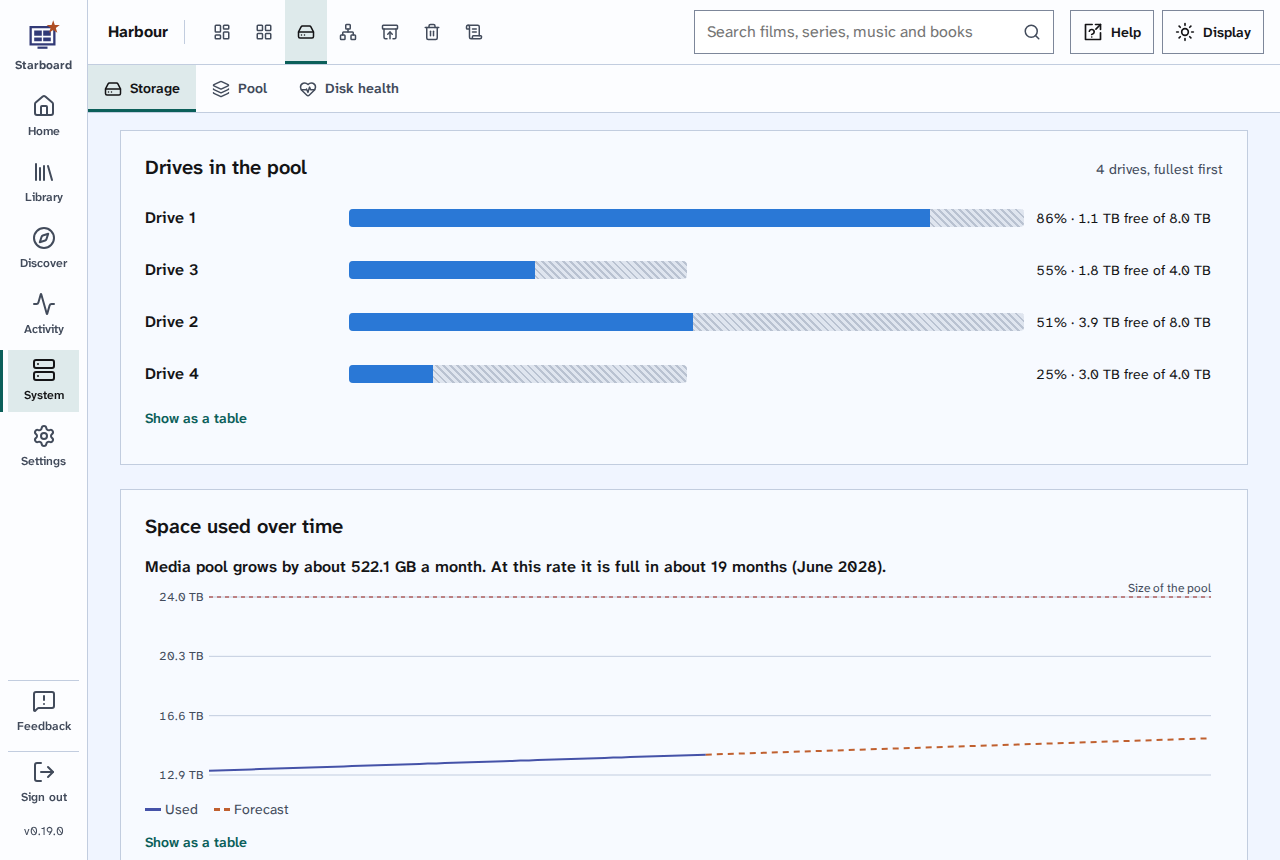 Starboard
Home
Library
Discover
Activity
System
Settings
Feedback
Sign out
v0.19.0
Harbour
Search films, series, music and books
Help
Display
Storage
Pool
Disk health
Drives in the pool
4 drives, fullest first
Drive 1
86% · 1.1 TB free of 8.0 TB
Drive 3
55% · 1.8 TB free of 4.0 TB
Drive 2
51% · 3.9 TB free of 8.0 TB
Drive 4
25% · 3.0 TB free of 4.0 TB
Show as a table
Space used over time
Media pool grows by about 522.1 GB a month. At this rate it is full in about 19 months (June 2028).
Size of the pool
24.0 TB
20.3 TB
16.6 TB
12.9 TB
Used
Forecast
Show as a table